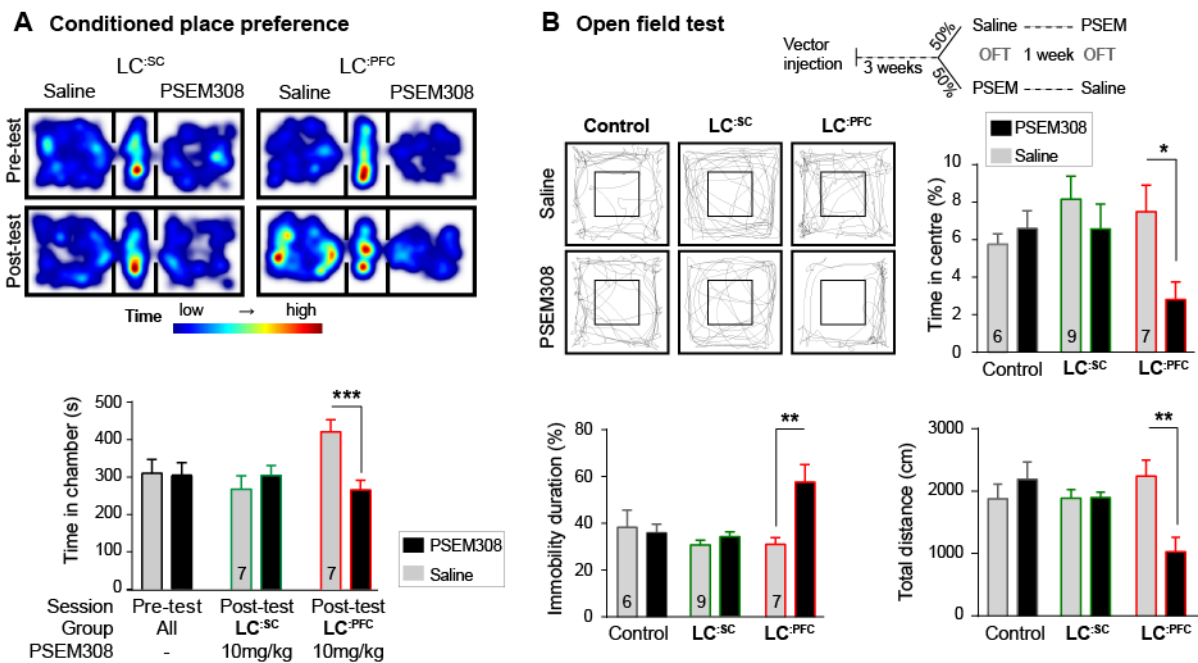 A Conditioned place preference
LC:SC
LC:PFC
Saline
PSEM308
Saline
PSEM308
Pre-test
Post-test
Time low → high
Time in chamber (s)
500
400
300
200
100
0
***
7
7
PSEM308
Saline
Session Pre-test Post-test Post-test
Group All LC:SC LC:PFC
PSEM308 - 10mg/kg 10mg/kg
B Open field test
Vector injection
3 weeks
50%
Saline
PSEM
OFT 1 week OFT
50%
PSEM
Saline
Control LC:SC LC:PFC
Saline
PSEM308
PSEM308
Saline
Time in centre (%)
10
8
6
4
2
0
*
6
9
7
Control LC:SC LC:PFC
Immobility duration (%)
80
60
40
20
0
**
6
9
7
Control LC:SC LC:PFC
Total distance (cm)
3000
2000
1000
0
**
Control LC:SC LC:PFC